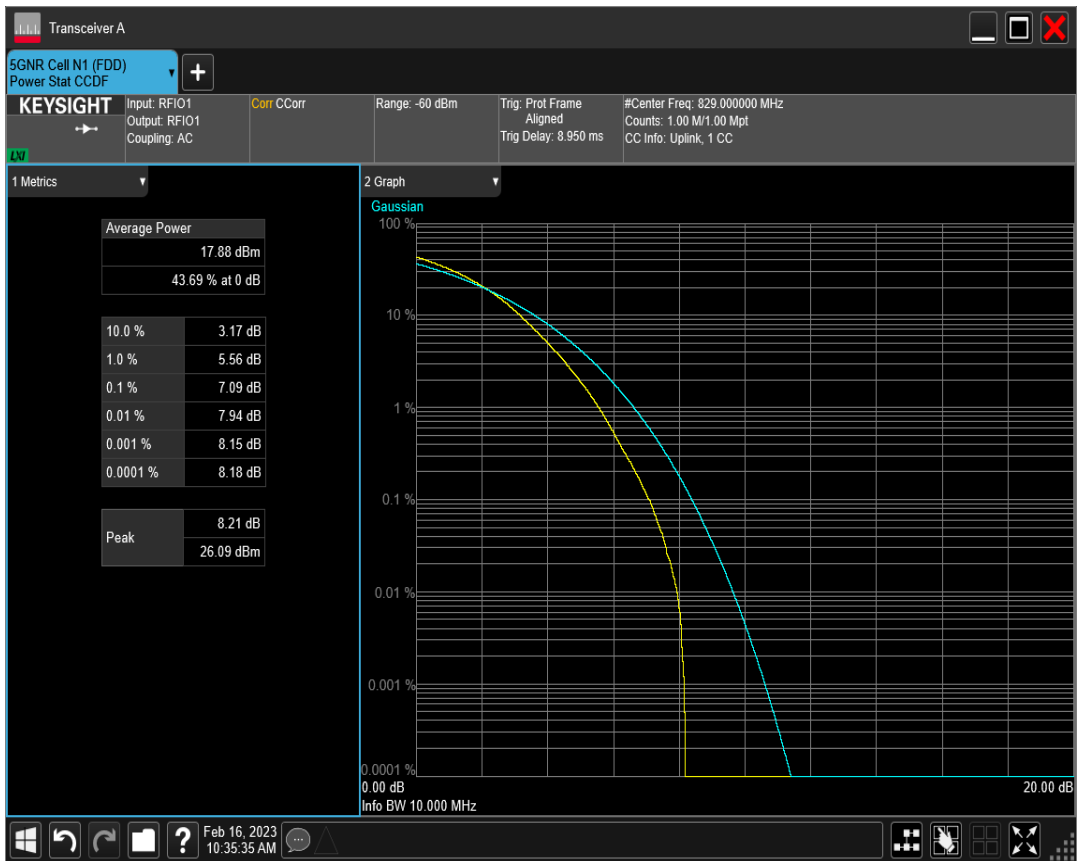 Transceiver A
5GNR Cell N1 (FDD)
Power Stat CCDF
KEYSIGHT
LXI
Input: RFIO1
Output: RFIO1
Coupling: AC
Corr CCorr
Range: -60 dBm
Trig: Prot Frame
Aligned
Trig Delay: 8.950 ms
#Center Freq: 829.000000 MHz
Counts: 1.00 M/1.00 Mpt
CC Info: Uplink, 1 CC
1 Metrics
Average Power
17.88 dBm
43.69 % at 0 dB
10.0 % 3.17 dB
1.0 % 5.56 dB
0.1 % 7.09 dB
0.01 % 7.94 dB
0.001 % 8.15 dB
0.0001 % 8.18 dB
Peak
8.21 dB
26.09 dBm
2 Graph
Gaussian
100 %
10 %
1 %
0.1 %
0.01 %
0.001 %
0.0001 %
0.00 dB 20.00 dB
Info BW 10.000 MHz
?
Feb 16, 2023
10:35:35 AM